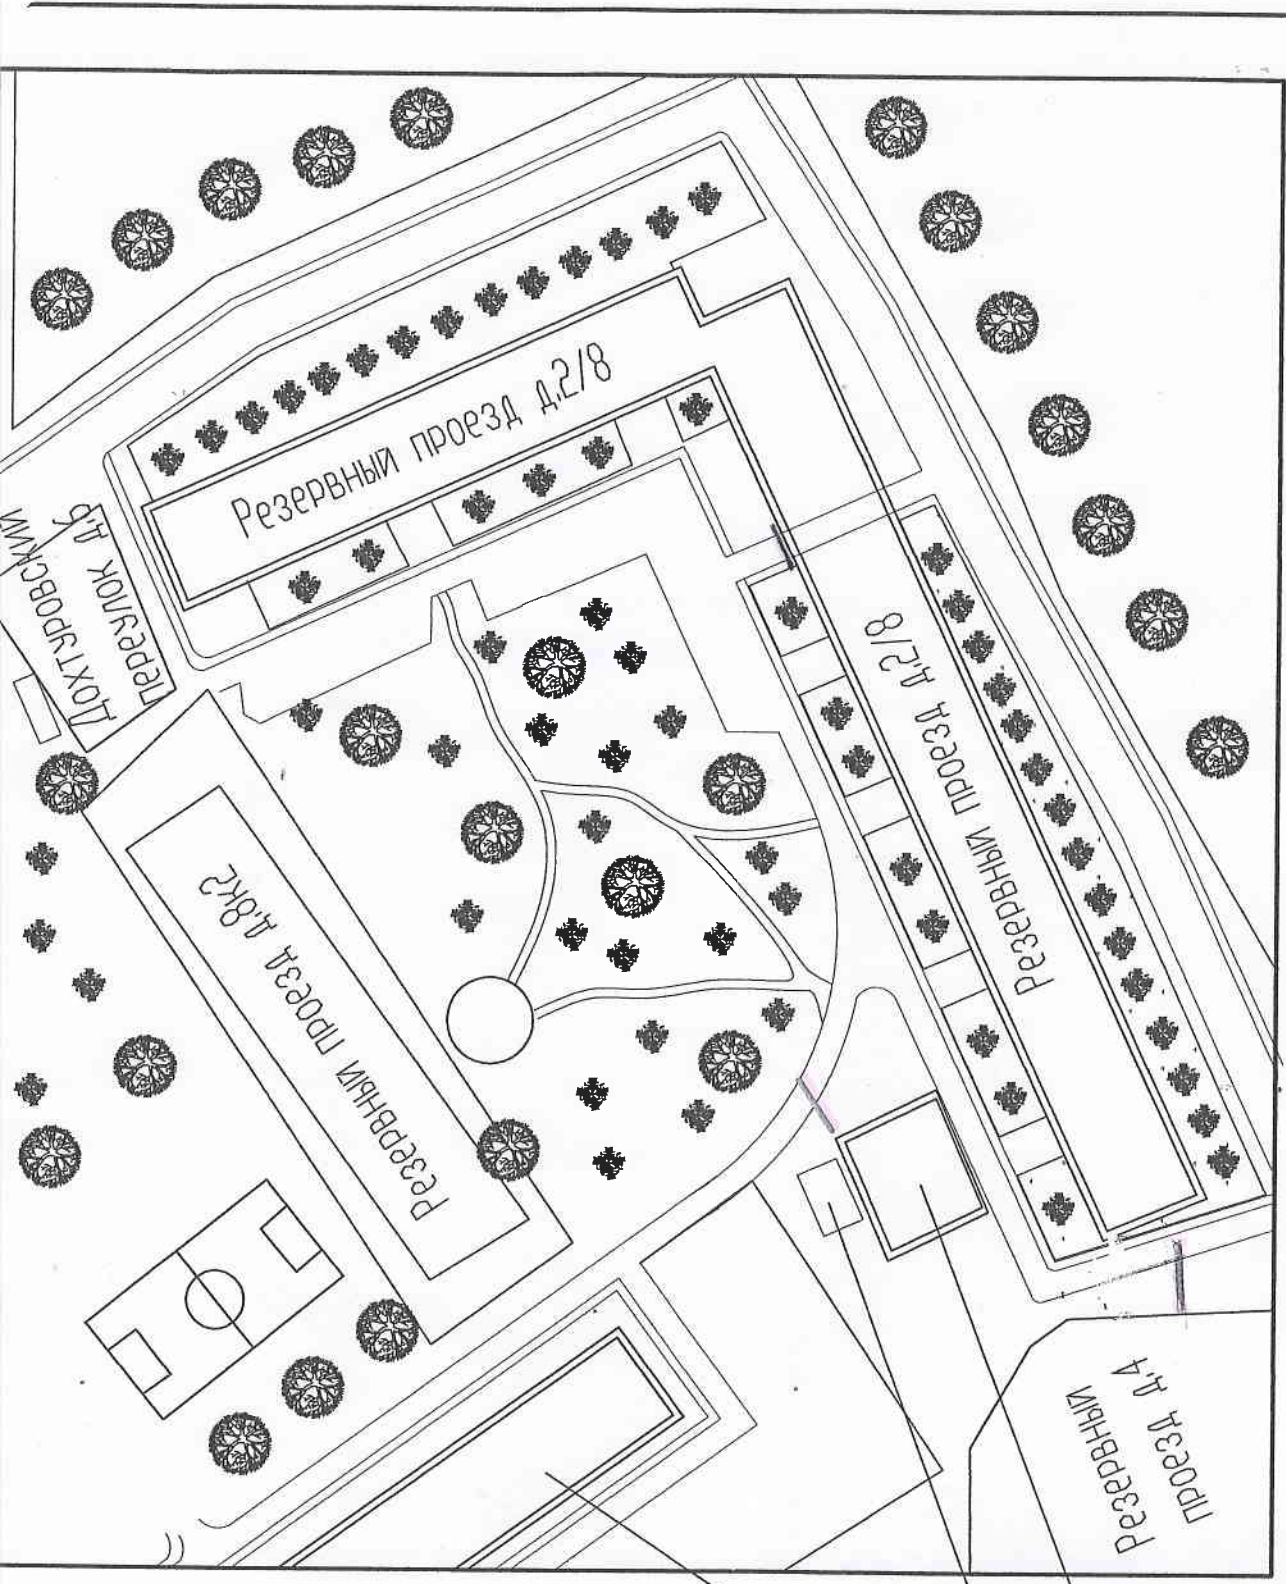 Резервный проезд д.2/8
Дохтуровский
переулок д.6
Резервный проезд д.2/8
Резервный проезд д.8к2
Резервный
проезд д.4